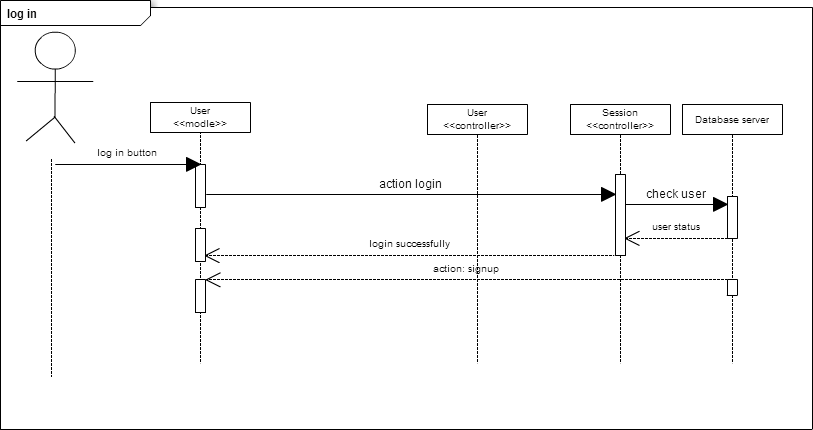 log in
User
<<modle>>
User
<<controller>>
Session
<<controller>>
Database server
log in button
action login
check user
user status
login successfully
action: signup